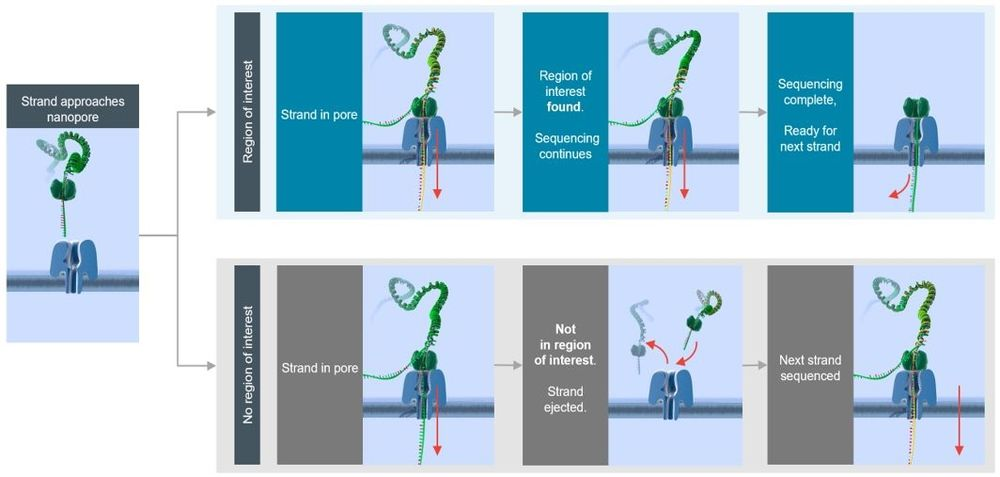 Strand approaches
nanopore
Region of interest
Strand in pore
Region of
interest
found.
Sequencing
continues
Sequencing
complete,
Ready for
next strand
No region of interest
Strand in pore
Not
in region
of interest.
Strand
ejected.
Next strand
sequenced